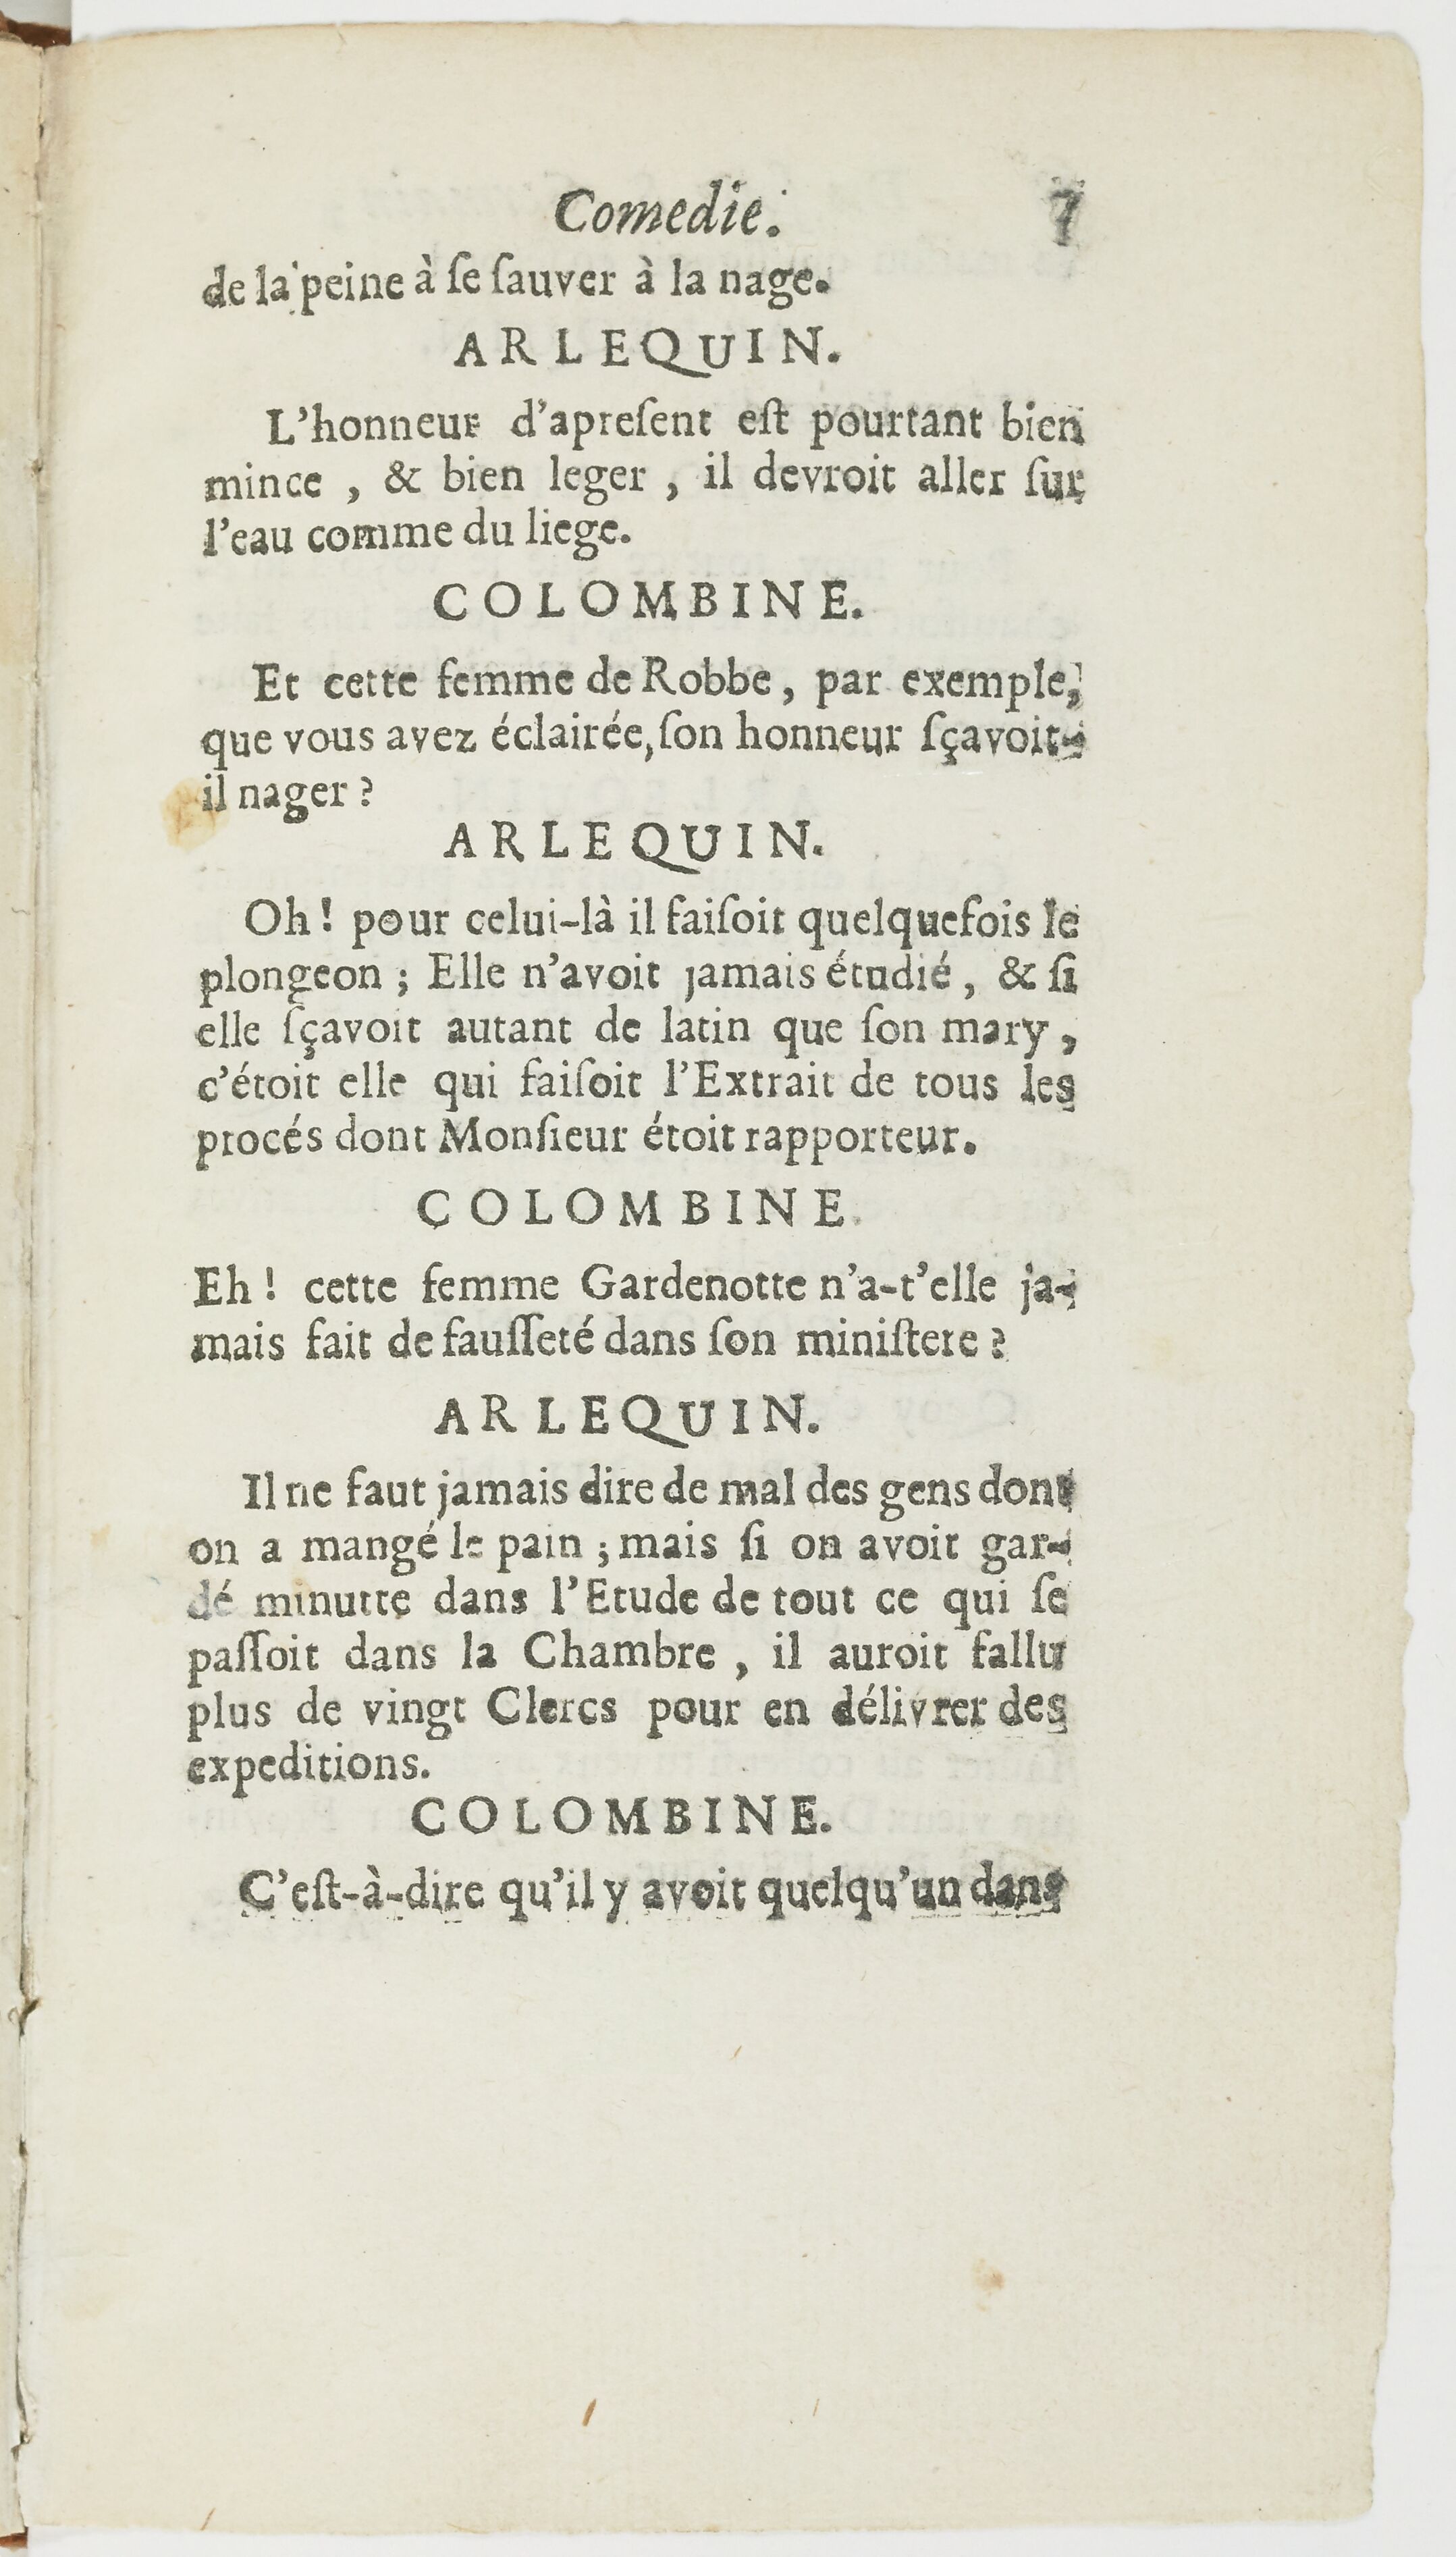 Comedie. 7
de la peine à ſe ſauver à la nage.
ARLEQUIN.
L'honneur d'apreſent eſt pourtant bien
mince , & bien leger , il devroit aller ſur
l'eau comme du liege.
COLOMBINE.
Et cette femme de Robbe, par exemple,
que vous avez éclairée, ſon honneur ſçavoit-
il nager ?
ARLEQUIN.
Oh ! pour celui-là il faiſoit quelquefois le
plongeon ; Elle n'avoit jamais étudié, & ſi
elle ſçavoit autant de latin que ſon mary,
c'étoit elle qui faiſoit l'Extrait de tous les
procés dont Monſieur étoit rapporteur.
COLOMBINE.
Eh ! cette femme Gardenotte n'a-t'elle ja-
mais fait de fauſſeté dans ſon miniſtere ?
ARLEQUIN.
Il ne faut jamais dire de mal des gens dont
on a mangé le pain ; mais ſi on avoit gar-
dé minutte dans l'Etude de tout ce qui ſe
paſſoit dans la Chambre , il auroit fallu
plus de vingt Clercs pour en délivrer des
expeditions.
COLOMBINE.
C'eſt-à-dire qu'il y avoit quelqu'un dans